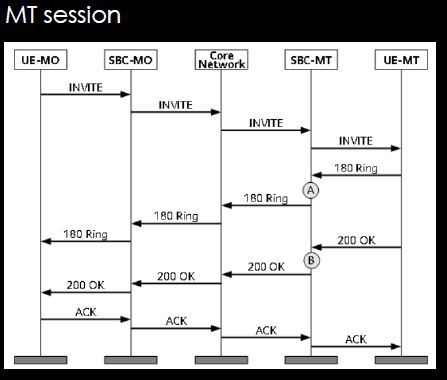 MT session
UE-MO
SBC-MO
Core
Network
SBC-MT
UE-MT
INVITE
INVITE
INVITE
INVITE
180 Ring
A
180 Ring
180 Ring
180 Ring
200 OK
B
200 OK
200 OK
200 OK
ACK
ACK
ACK
ACK